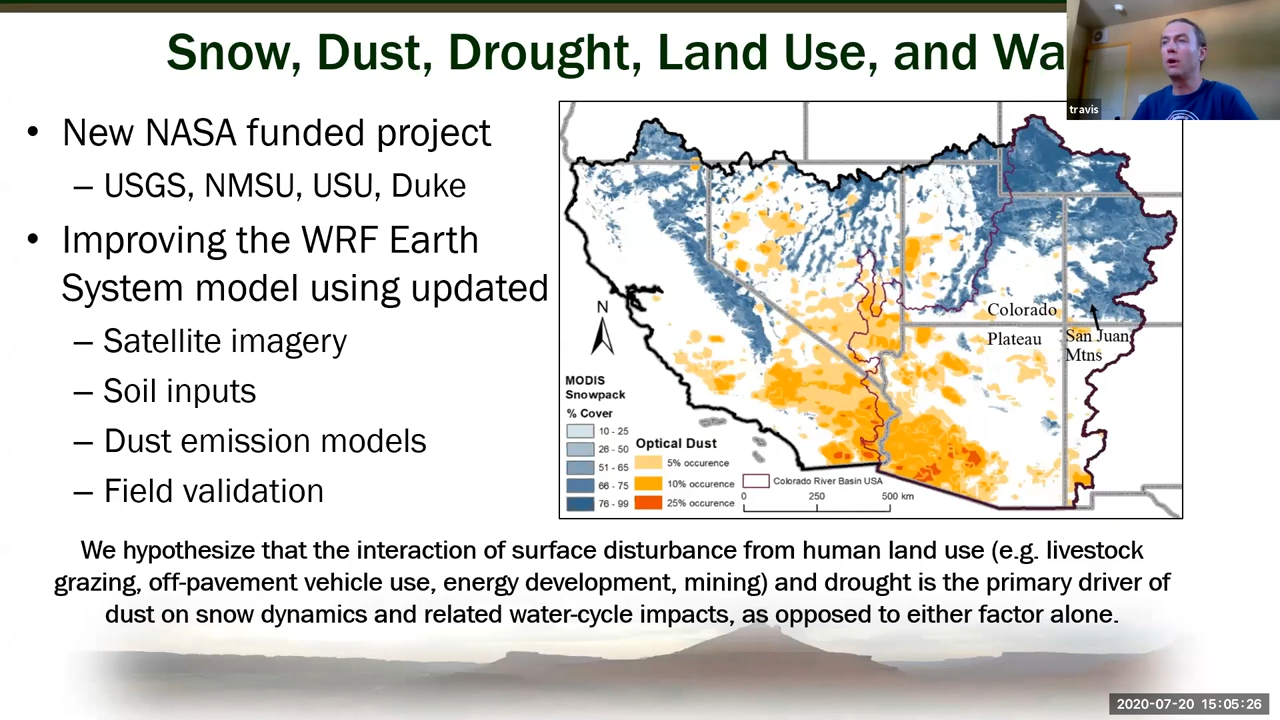 Snow, Dust, Drought, Land Use, and Wa
travis
• New NASA funded project
– USGS, NMSU, USU, Duke
• Improving the WRF Earth
System model using updated
– Satellite imagery
– Soil inputs
– Dust emission models
– Field validation
N
Colorado
Plateau
San Juan
Mtns
MODIS
Snowpack
% Cover
10 - 25
26 - 50
51 - 65
66 - 75
76 - 99
Optical Dust
5% occurence
10% occurence
25% occurence
Colorado River Basin USA
0 250 500 km
We hypothesize that the interaction of surface disturbance from human land use (e.g. livestock
grazing, off-pavement vehicle use, energy development, mining) and drought is the primary driver of
dust on snow dynamics and related water-cycle impacts, as opposed to either factor alone.
2020-07-20 15:05:26